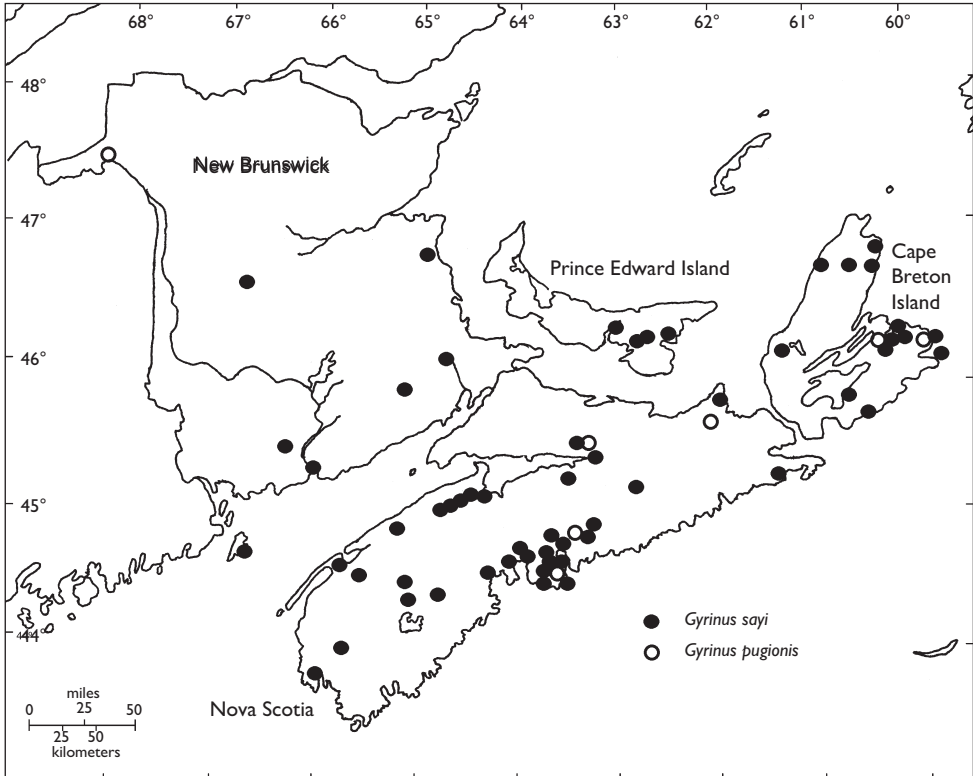 68° 67° 66° 65° 64° 63° 62° 61° 60°
48°
New Brunswick
47°
Cape
Breton
Island
Prince Edward Island
46°
45°
Gyrinus sayi
44°
Gyrinus pugionis
miles
Nova Scotia
0 25 50
25 50
kilometers